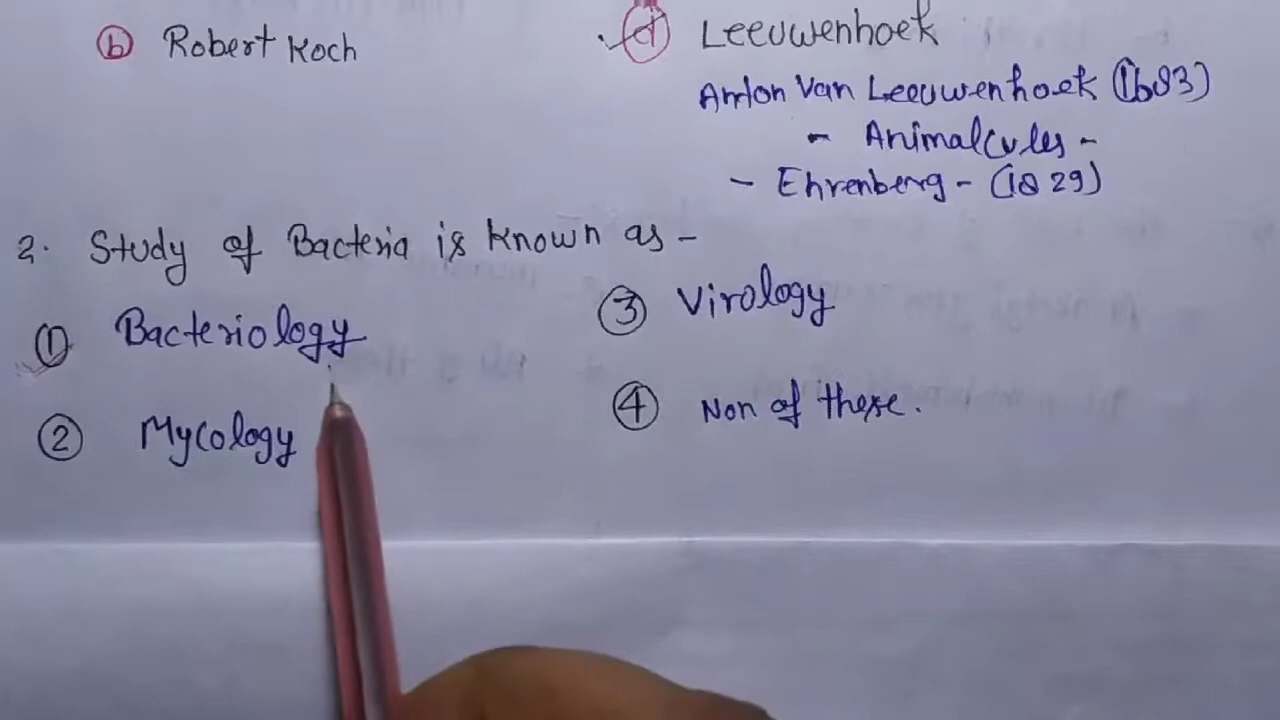 ⓑ Robert Koch
ⓓ Leeuwenhoek
Anton Van Leeuwenhoek (1683)
- Animalcules -
- Ehrenberg - (1829)
2. Study of Bacteria is known as -
① Bacteriology
③ Virology
② Mycology
④ Non of these.